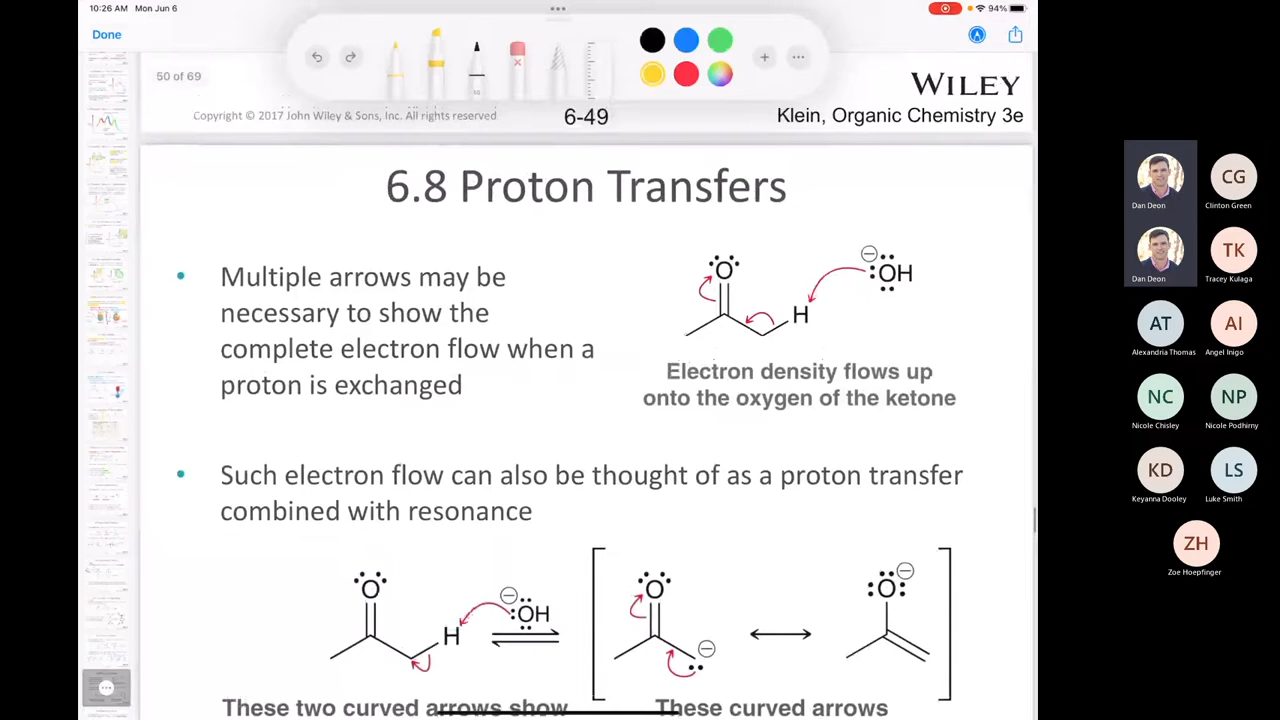 10:26 AM Mon Jun 6
94%
Done
50 of 69
WILEY
Copyright © 2017 John Wiley & Sons, Inc. All rights reserved
6-49
Klein, Organic Chemistry 3e
6.8 Proton Transfers
• Multiple arrows may be
necessary to show the
complete electron flow when a
proton is exchanged
O
OH
H
Electron density flows up
onto the oxygen of the ketone
• Such electron flow can also be thought of as a proton transfer
combined with resonance
O
H
OH
O
O
These two curved arrows show
These curved arrows
Dan Deon
CG
Clinton Green
Dan Deon
TK
Tracey Kulaga
AT
Alexandria Thomas
AI
Angel Inigo
NC
Nicole Chisley
NP
Nicole Podhirny
KD
Keyanna Dooley
LS
Luke Smith
ZH
Zoe Hoepfinger